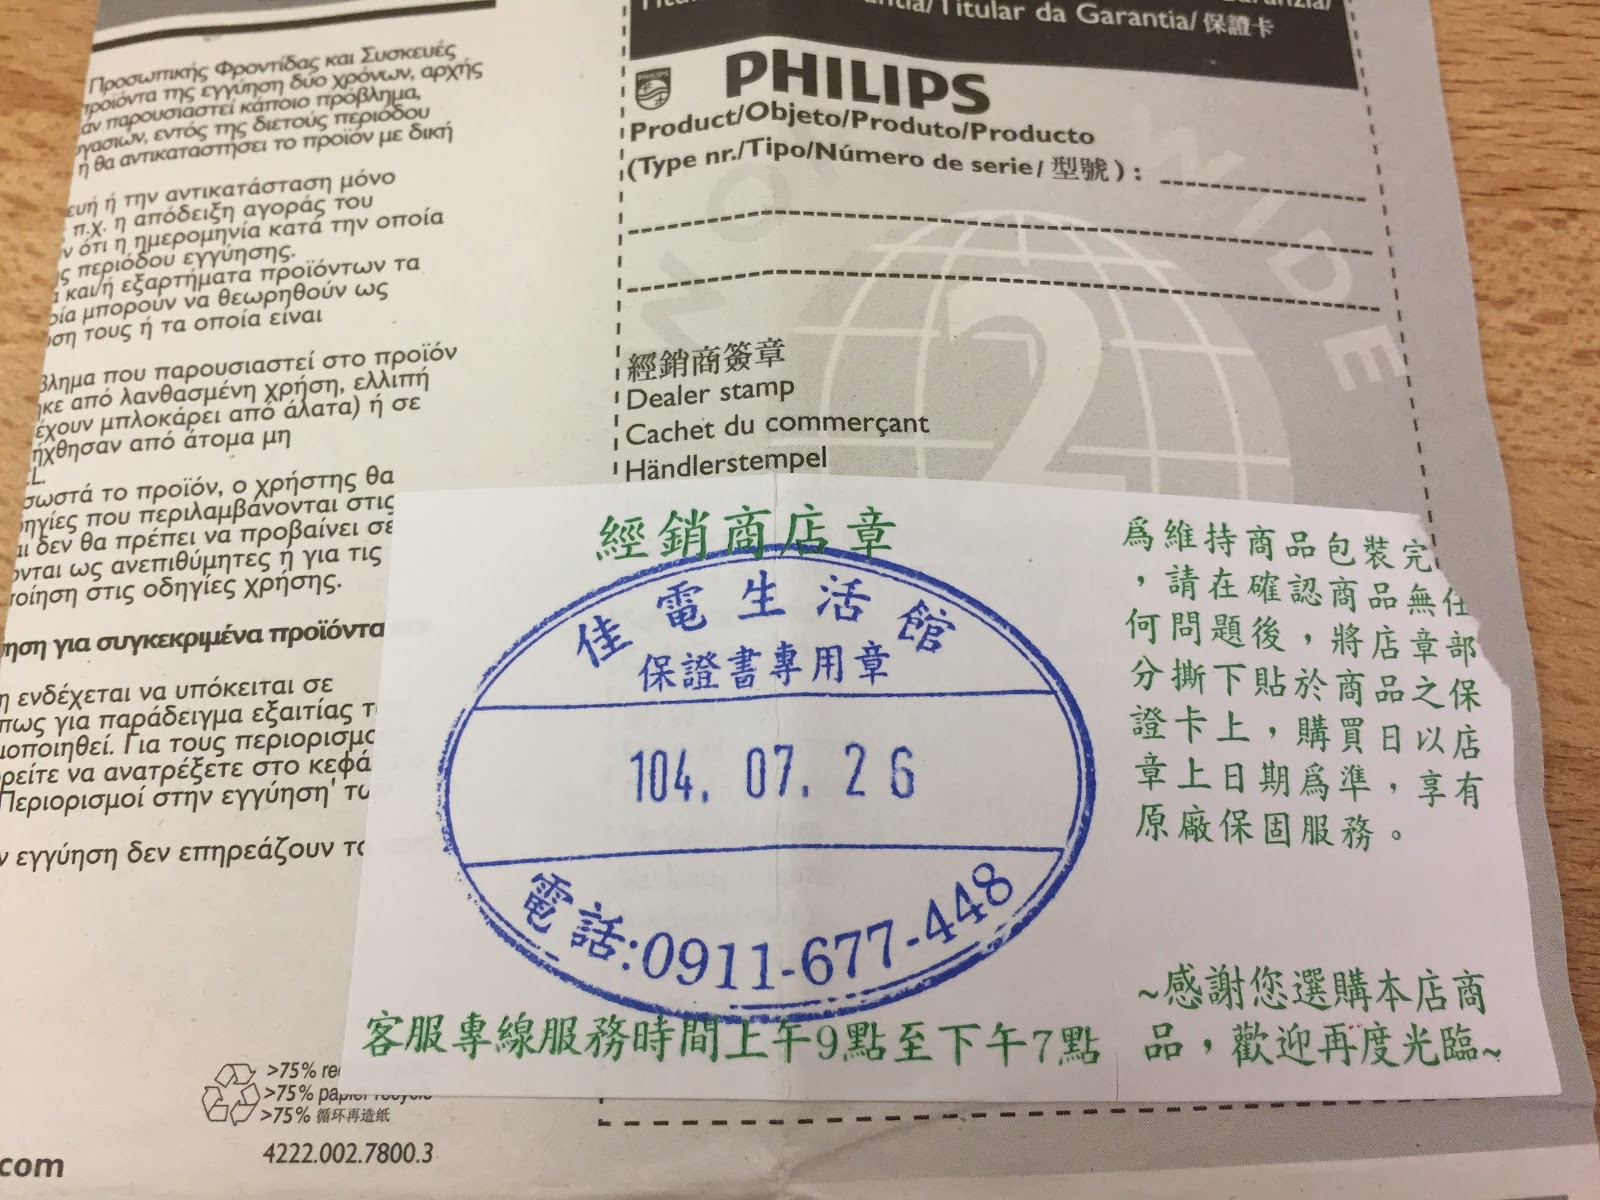 Προσωπικής Φροντίδας και Συσκευές
προϊόντα της εγγύηση δύο χρόνων, αρχής
παρουσιαστεί κάποιο πρόβλημα,
εντός της διετούς περιόδου
ή θα αντικαταστήσει το προϊόν με δική
ή την αντικατάσταση μόνο
π.χ. η απόδειξη αγοράς του
ότι η ημερομηνία κατά την οποία
περιόδου εγγύησης.
και/ή εξαρτήματα προϊόντων τα
μπορούν να θεωρηθούν ως
τους ή τα οποία είναι
που παρουσιαστεί στο προϊόν
από λανθασμένη χρήση, ελλιπή
έχουν μπλοκάρει από άλατα) ή σε
από άτομα μη
σωστά το προϊόν, ο χρήστης θα
που περιλαμβάνονται στις
δεν θα πρέπει να προβαίνει σε
ως ανεπιθύμητες ή για τις
στις οδηγίες χρήσης.
για συγκεκριμένα προϊόντα
ενδέχεται να υπόκειται σε
για παράδειγμα εξαιτίας
Για τους περιορισμο
να ανατρέξετε στο κεφά
'Περιορισμοί στην εγγύηση'
εγγύηση δεν επηρεάζουν
>75% re
>75% papier recycle
>75% 循环再造纸
4222.002.7800.3
.com
Titular da Garantia/ 保證卡
PHILIPS
PHILIPS
Product/Objeto/Produto/Producto
(Type nr./Tipo/Número de serie/ 型號 ) :
WIDE
2
經銷商簽章
Dealer stamp
Cachet du commerçant
Händlerstempel
經銷商店章
佳電生活館
保證書專用章
104. 07. 26
電話:0911-677-448
客服專線服務時間上午9點至下午7點
爲維持商品包裝完
，請在確認商品無任
何問題後，將店章部
分撕下貼於商品之保
證卡上，購買日以店
章上日期爲準，享有
原廠保固服務。
~感謝您選購本店商
品，歡迎再度光臨~